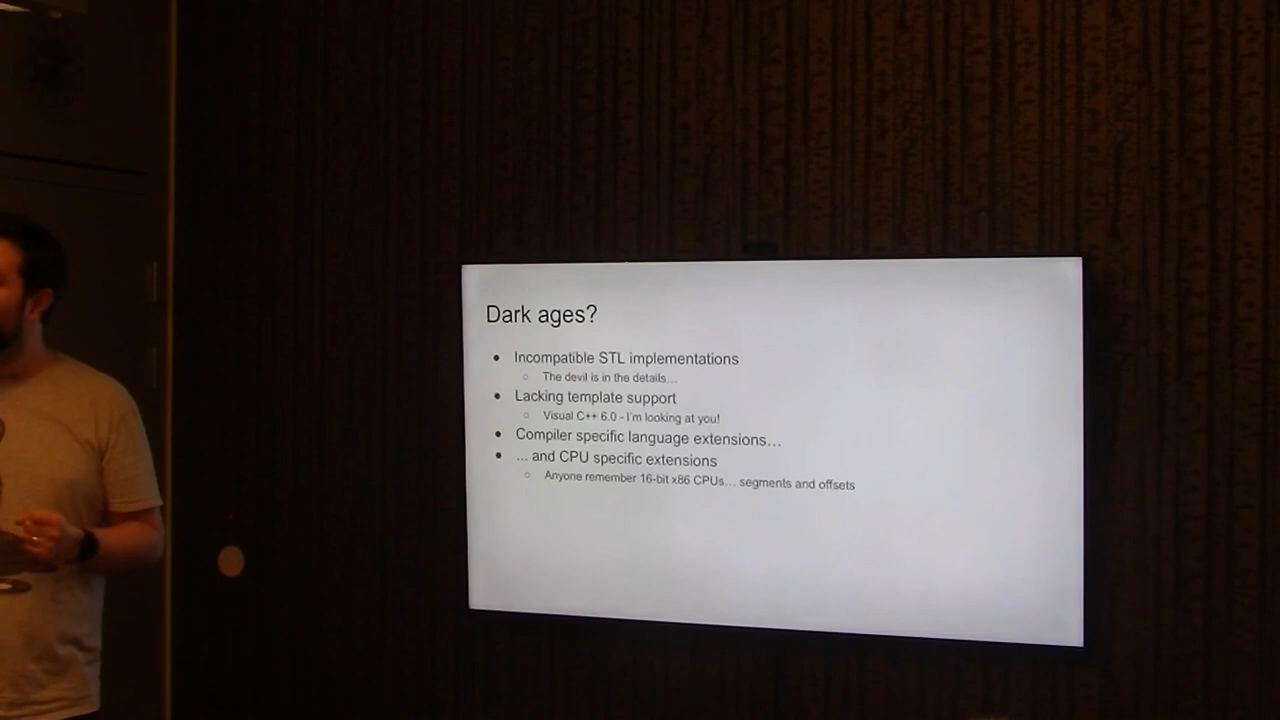 Dark ages?
Incompatible STL implementations
The devil is in the details…
Lacking template support
Visual C++ 6.0 - I'm looking at you!
Compiler specific language extensions…
… and CPU specific extensions
Anyone remember 16-bit x86 CPUs… segments and offsets